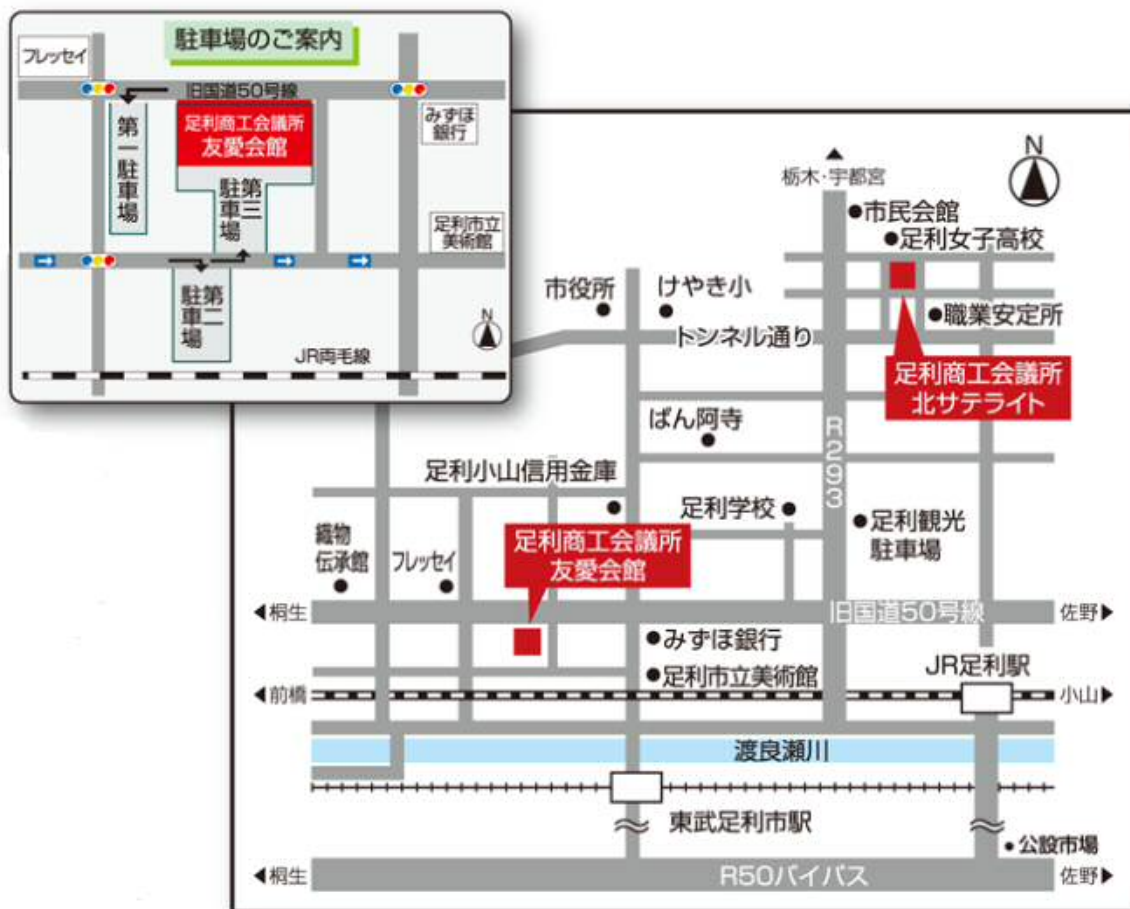 駐車場のご案内
フレッセイ
旧国道50号線
足利商工会議所
友愛会館
みずほ
銀行
第一駐車場
第三
駐車場
足利市立
美術館
第二
駐車場
N
JR両毛線
N
栃木・宇都宮
市民会館
足利女子高校
市役所
けやき小
職業安定所
トンネル通り
足利商工会議所
北サテライト
ばん阿寺
R293
足利小山信用金庫
足利学校
足利観光
駐車場
織物
伝承館
フレッセイ
足利商工会議所
友愛会館
桐生
旧国道50号線
佐野
みずほ銀行
足利市立美術館
JR足利駅
前橋
小山
渡良瀬川
東武足利市駅
公設市場
桐生
R50バイパス
佐野